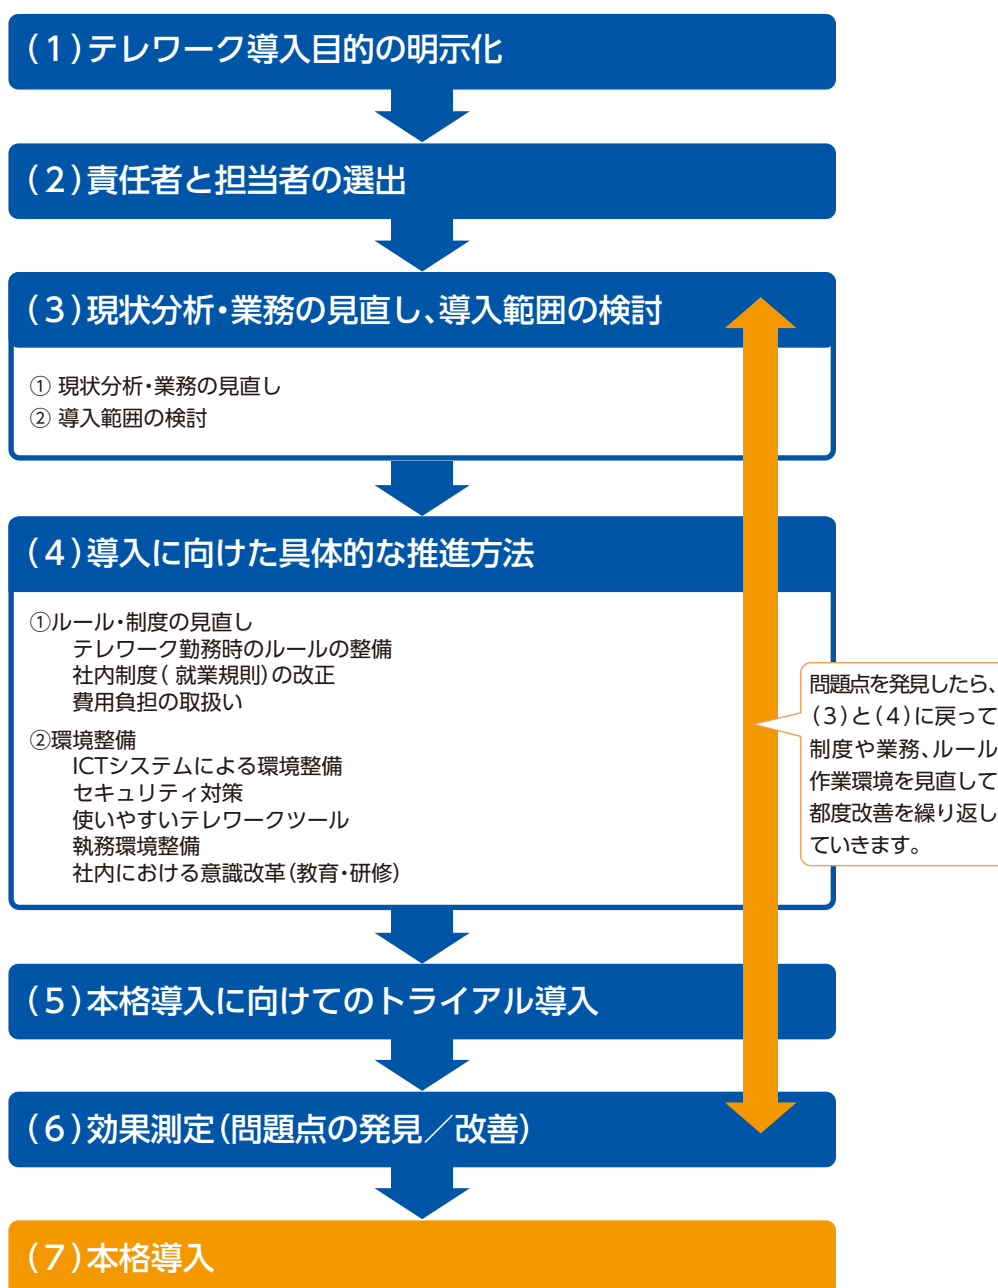 (1)テレワーク導入目的の明示化
(2)責任者と担当者の選出
(3)現状分析・業務の見直し、導入範囲の検討
① 現状分析・業務の見直し
② 導入範囲の検討
(4)導入に向けた具体的な推進方法
①ルール・制度の見直し
テレワーク勤務時のルールの整備
社内制度( 就業規則)の改正
費用負担の取扱い
②環境整備
ICTシステムによる環境整備
セキュリティ対策
使いやすいテレワークツール
執務環境整備
社内における意識改革(教育・研修)
問題点を発見したら、
(3)と(4)に戻って
制度や業務、ルール
作業環境を見直して
都度改善を繰り返し
ていきます。
(5)本格導入に向けてのトライアル導入
(6)効果測定(問題点の発見／改善)
(7)本格導入